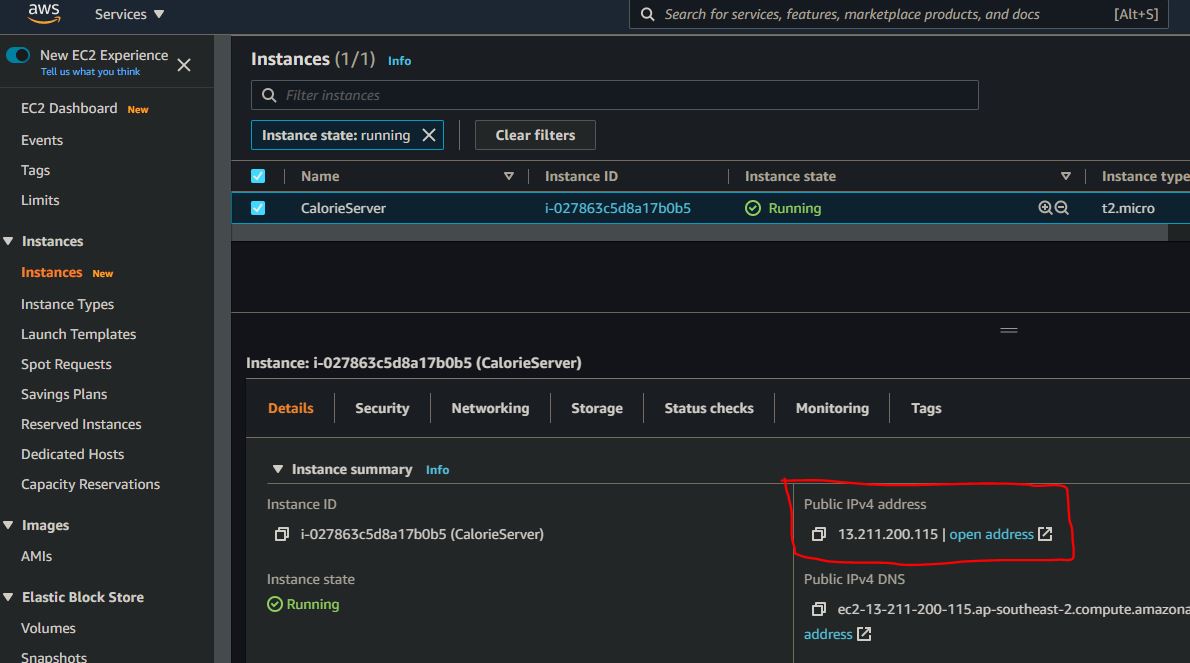 aws
Services
Search for services, features, marketplace products, and docs [Alt+S]
New EC2 Experience
Tell us what you think
EC2 Dashboard New
Events
Tags
Limits
Instances
Instances New
Instance Types
Launch Templates
Spot Requests
Savings Plans
Reserved Instances
Dedicated Hosts
Capacity Reservations
Images
AMIs
Elastic Block Store
Volumes
Snapshots
Instances (1/1) Info
Filter instances
Instance state: running
Clear filters
Name Instance ID Instance state Instance type
CalorieServer i-027863c5d8a17b0b5 Running t2.micro
Instance: i-027863c5d8a17b0b5 (CalorieServer)
Details Security Networking Storage Status checks Monitoring Tags
Instance summary Info
Instance ID
i-027863c5d8a17b0b5 (CalorieServer)
Instance state
Running
Public IPv4 address
13.211.200.115 | open address
Public IPv4 DNS
ec2-13-211-200-115.ap-southeast-2.compute.amazona
address